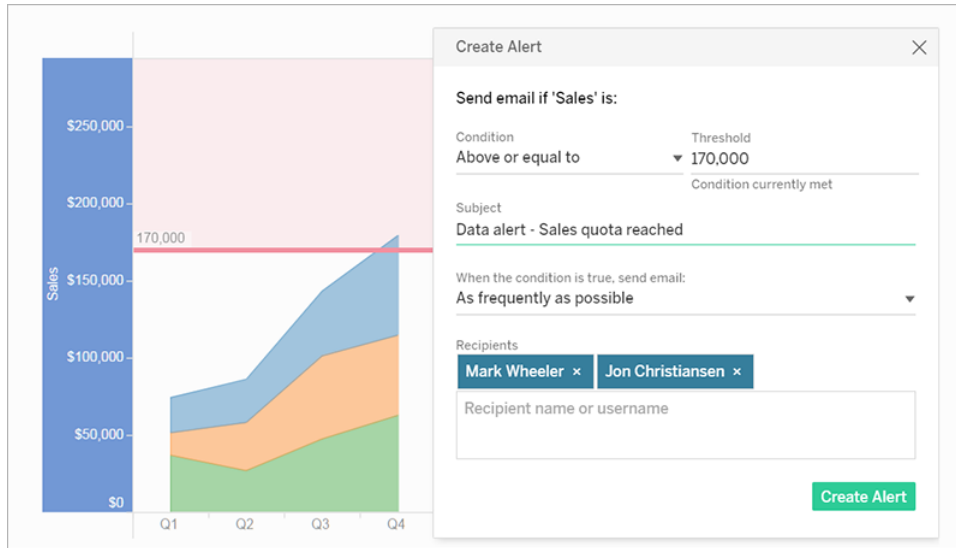 $250,000
$200,000
170,000
$150,000
$100,000
$50,000
$0
Sales
Q1 Q2 Q3 Q4
Create Alert ×
Send email if 'Sales' is:
Condition Threshold
Above or equal to 170,000
Condition currently met
Subject
Data alert - Sales quota reached
When the condition is true, send email:
As frequently as possible
Recipients
Mark Wheeler × Jon Christiansen ×
Recipient name or username
Create Alert